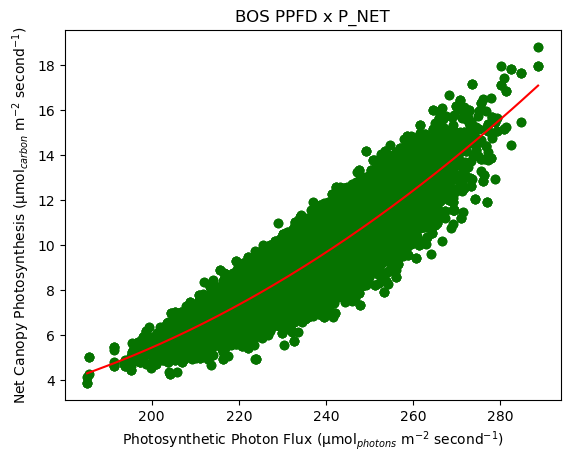 BOS PPFD x P_NET
Net Canopy Photosynthesis (μmol$_{carbon}$ m$^{-2}$ second$^{-1}$)
18
16
14
12
10
8
6
4
200 220 240 260 280
Photosynthetic Photon Flux (μmol$_{photons}$ m$^{-2}$ second$^{-1}$)